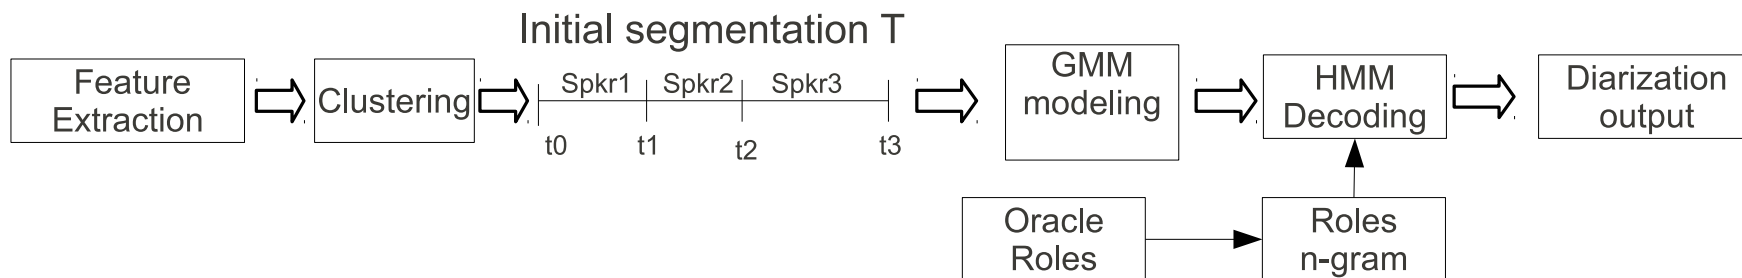 Initial segmentation T
Feature
Extraction
Clustering
Spkr1 Spkr2 Spkr3
t0 t1 t2 t3
GMM
modeling
HMM
Decoding
Diarization
output
Oracle
Roles
Roles
n-gram